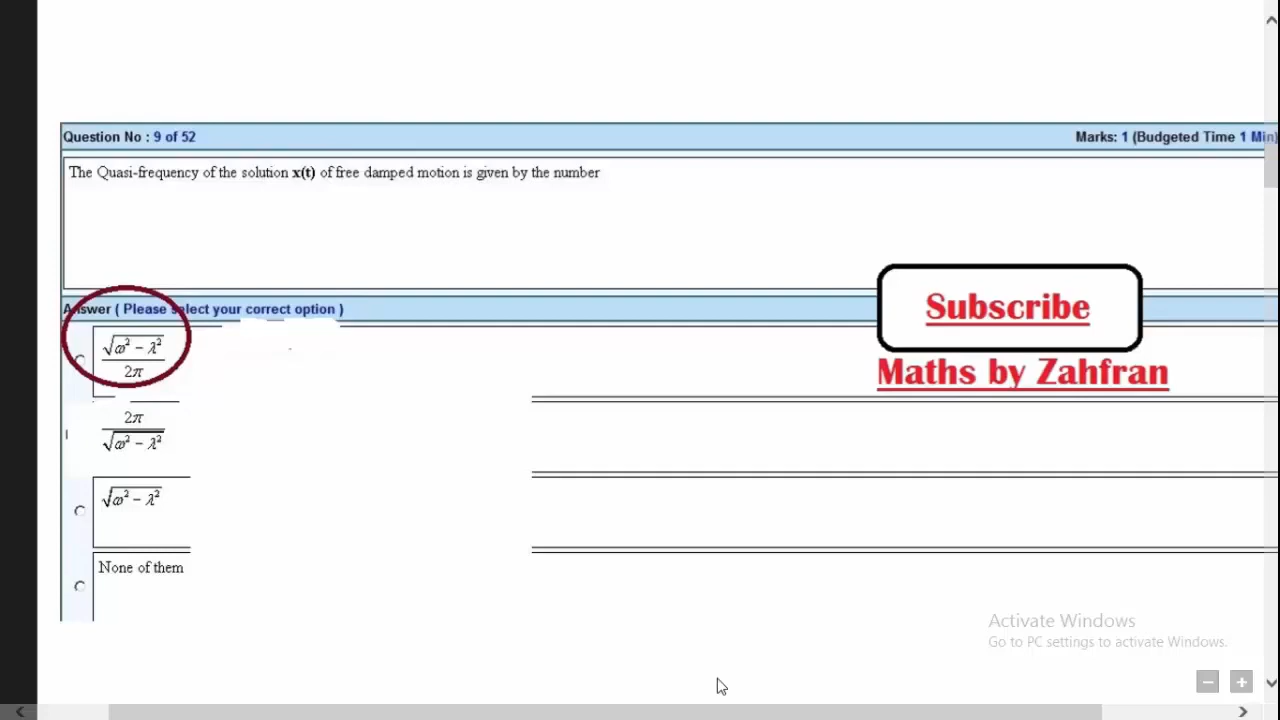 Question No : 9 of 52
Marks: 1 (Budgeted Time 1 Min)
The Quasi-frequency of the solution x(t) of free damped motion is given by the number
Answer ( Please select your correct option )
Subscribe
Maths by Zahfran
√ω² − λ²
2π
2π
√ω² − λ²
√ω² − λ²
None of them
Activate Windows
Go to PC settings to activate Windows.